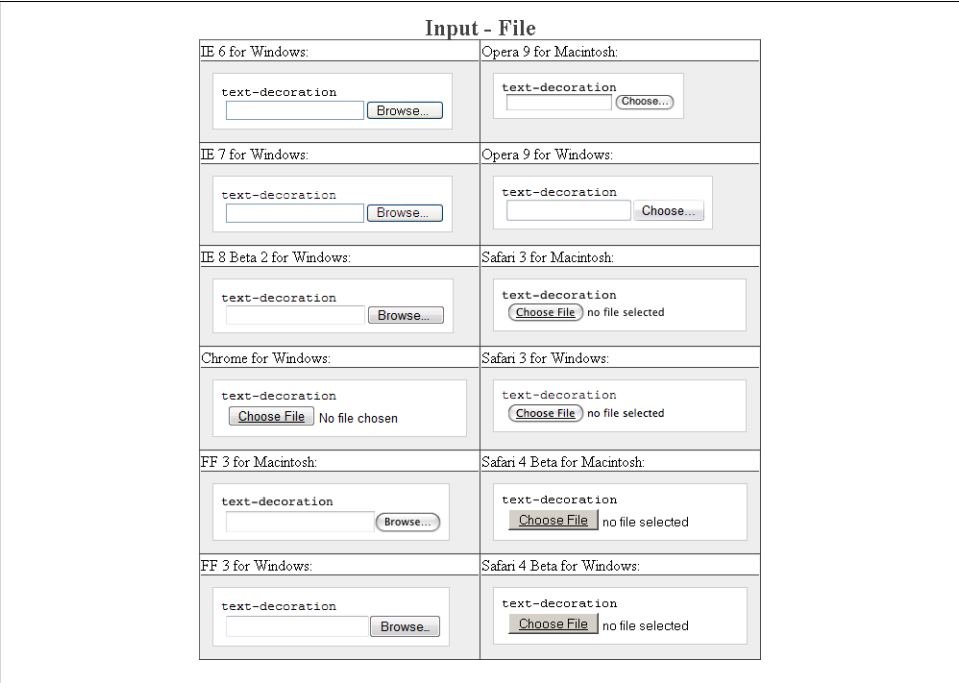 Input - File
IE 6 for Windows:
text-decoration
Browse...
Opera 9 for Macintosh:
text-decoration
Choose...
IE 7 for Windows:
text-decoration
Browse...
Opera 9 for Windows:
text-decoration
Choose...
IE 8 Beta 2 for Windows:
text-decoration
Browse...
Safari 3 for Macintosh:
text-decoration
Choose File no file selected
Chrome for Windows:
text-decoration
Choose File No file chosen
Safari 3 for Windows:
text-decoration
Choose File no file selected
FF 3 for Macintosh:
text-decoration
Browse...
Safari 4 Beta for Macintosh:
text-decoration
Choose File no file selected
FF 3 for Windows:
text-decoration
Browse...
Safari 4 Beta for Windows:
text-decoration
Choose File no file selected